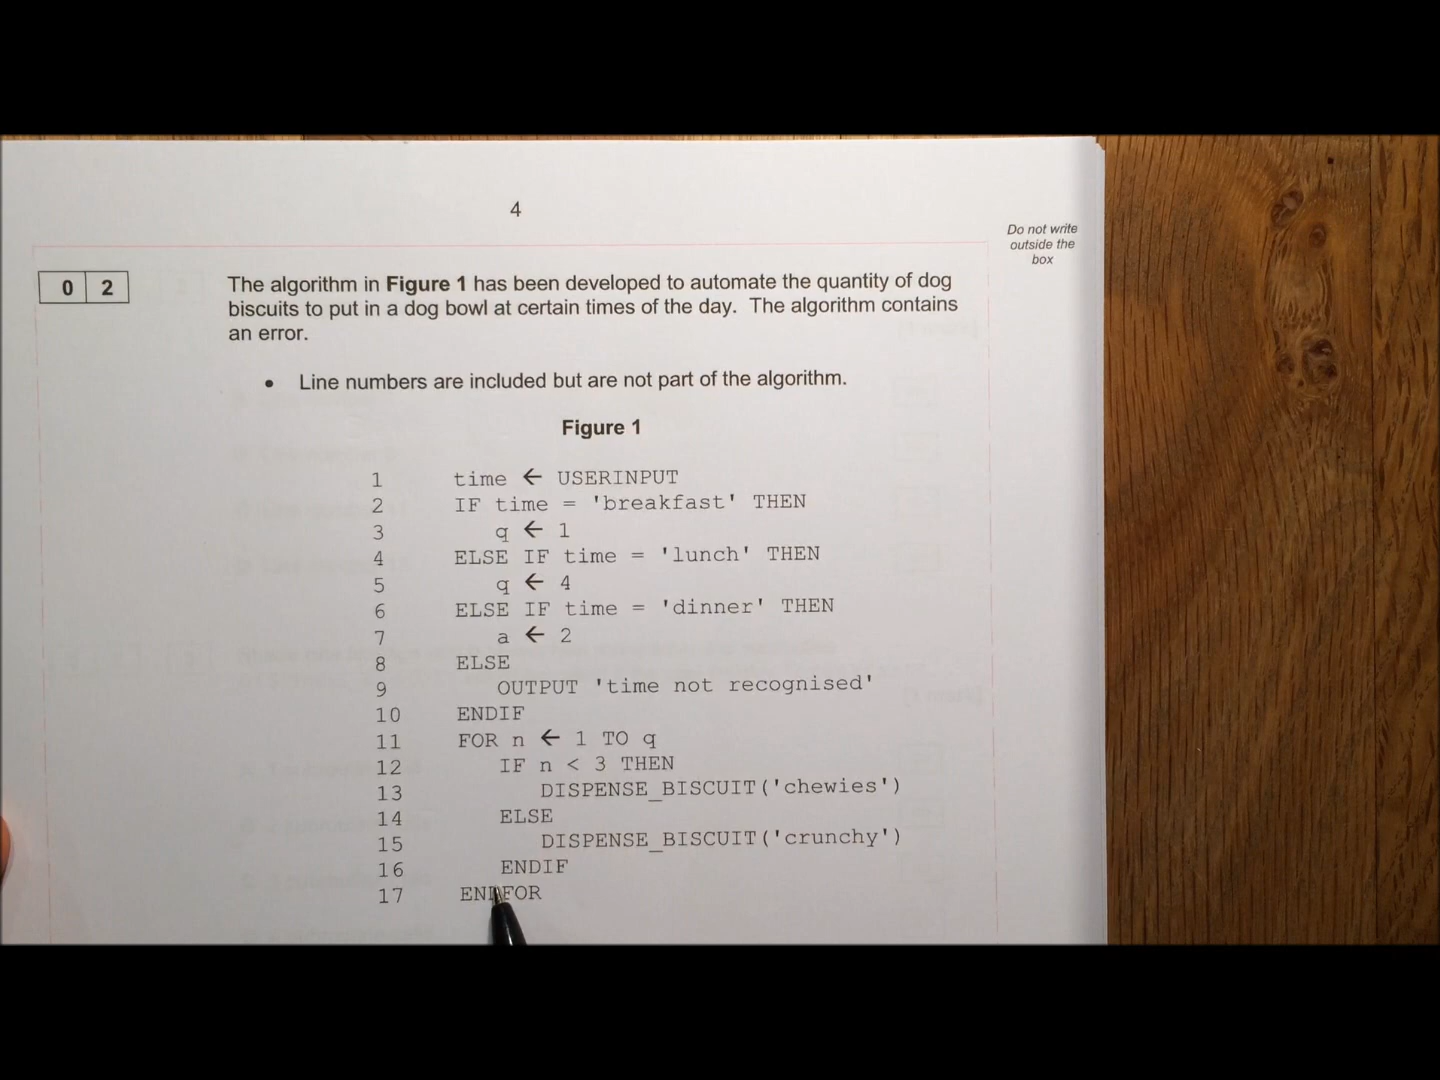 4
Do not write
outside the
box
0 2
The algorithm in Figure 1 has been developed to automate the quantity of dog
biscuits to put in a dog bowl at certain times of the day. The algorithm contains
an error.
• Line numbers are included but are not part of the algorithm.
Figure 1
1 time ← USERINPUT
2 IF time = 'breakfast' THEN
3 q ← 1
4 ELSE IF time = 'lunch' THEN
5 q ← 4
6 ELSE IF time = 'dinner' THEN
7 a ← 2
8 ELSE
9 OUTPUT 'time not recognised'
10 ENDIF
11 FOR n ← 1 TO q
12 IF n < 3 THEN
13 DISPENSE_BISCUIT('chewies')
14 ELSE
15 DISPENSE_BISCUIT('crunchy')
16 ENDIF
17 ENDFOR